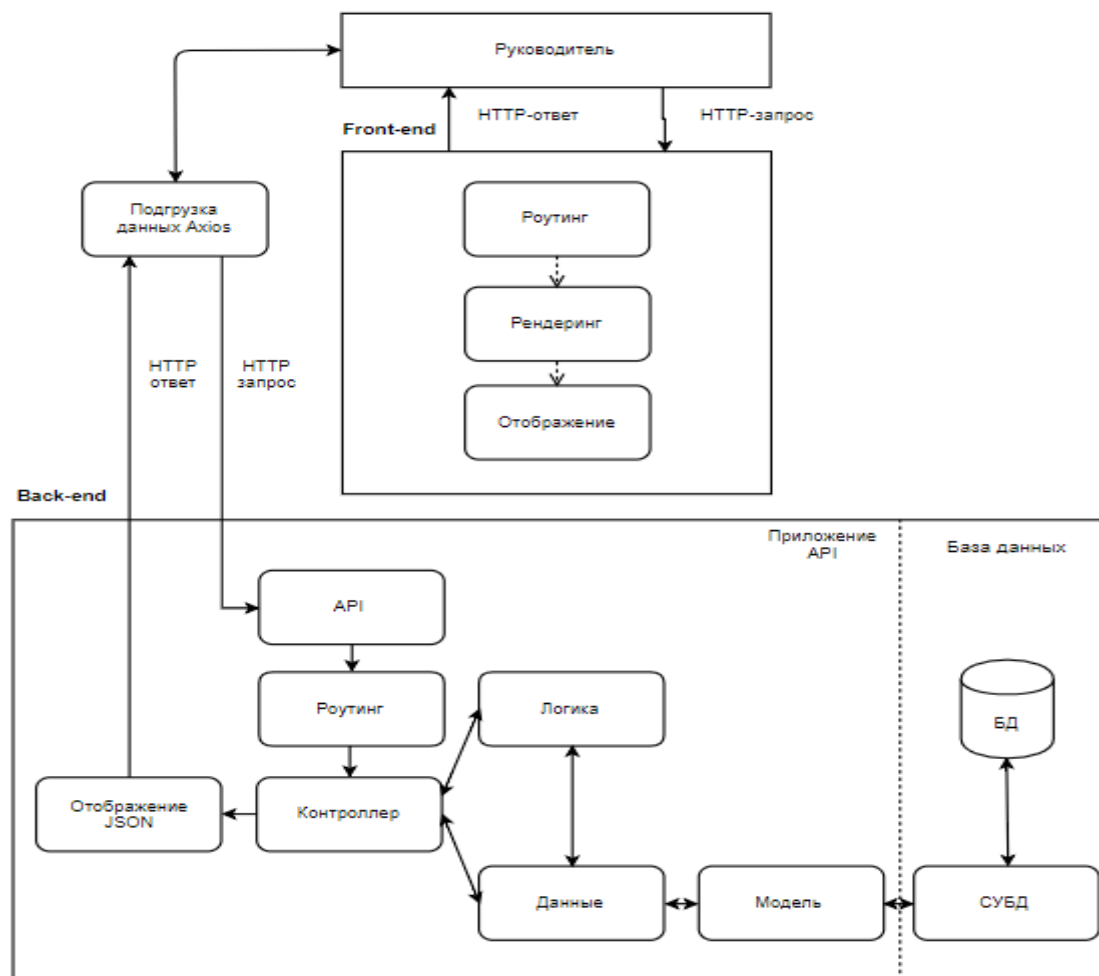 Руководитель
HTTP-ответ
HTTP-запрос
Front-end
Подгрузка
данных Axios
Роутинг
Рендеринг
Отображение
HTTP
ответ
HTTP
запрос
Back-end
Приложение
API
База данных
API
Роутинг
Логика
БД
Отображение
JSON
Контроллер
Данные
Модель
СУБД